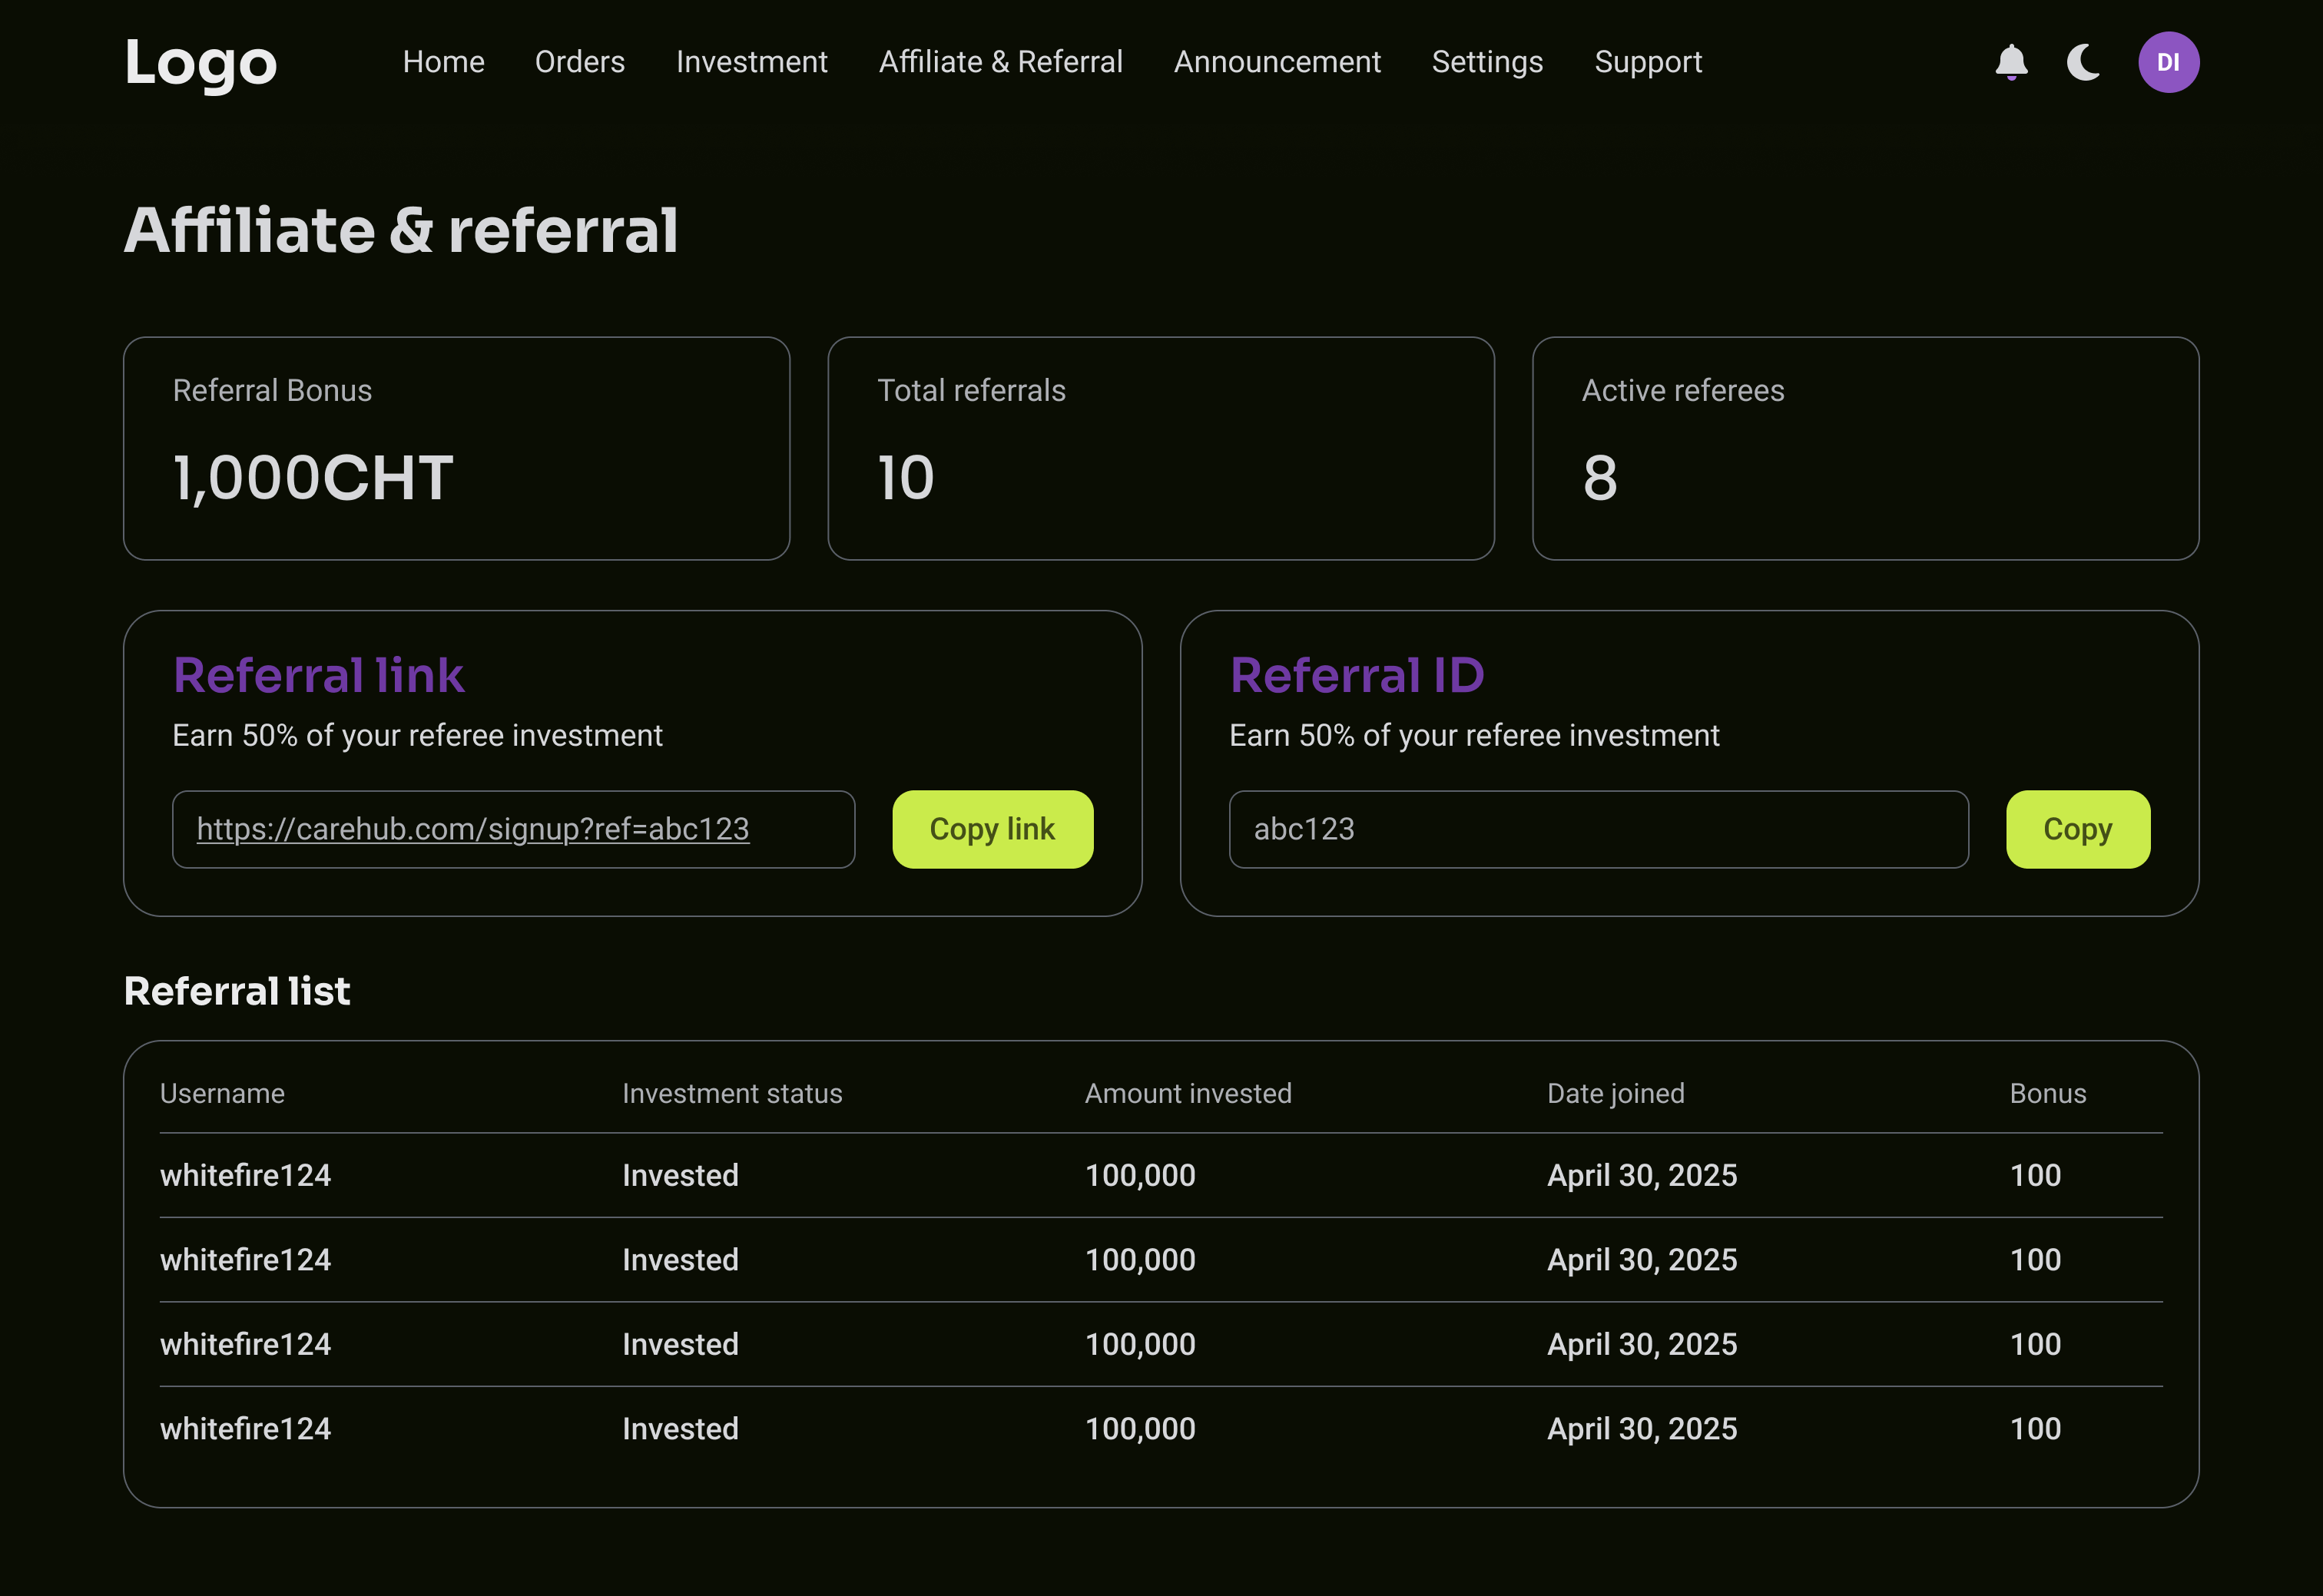 Logo Home Orders Investment Affiliate & Referral Announcement Settings Support DI
Affiliate & referral
Referral Bonus Total referrals Active referees
1,000CHT 10 8
Referral link Referral ID
Earn 50% of your referee investment Earn 50% of your referee investment
https://carehub.com/signup?ref=abc123 Copy link abc123 Copy
Referral list
Username Investment status Amount invested Date joined Bonus
whitefire124 Invested 100,000 April 30, 2025 100
whitefire124 Invested 100,000 April 30, 2025 100
whitefire124 Invested 100,000 April 30, 2025 100
whitefire124 Invested 100,000 April 30, 2025 100